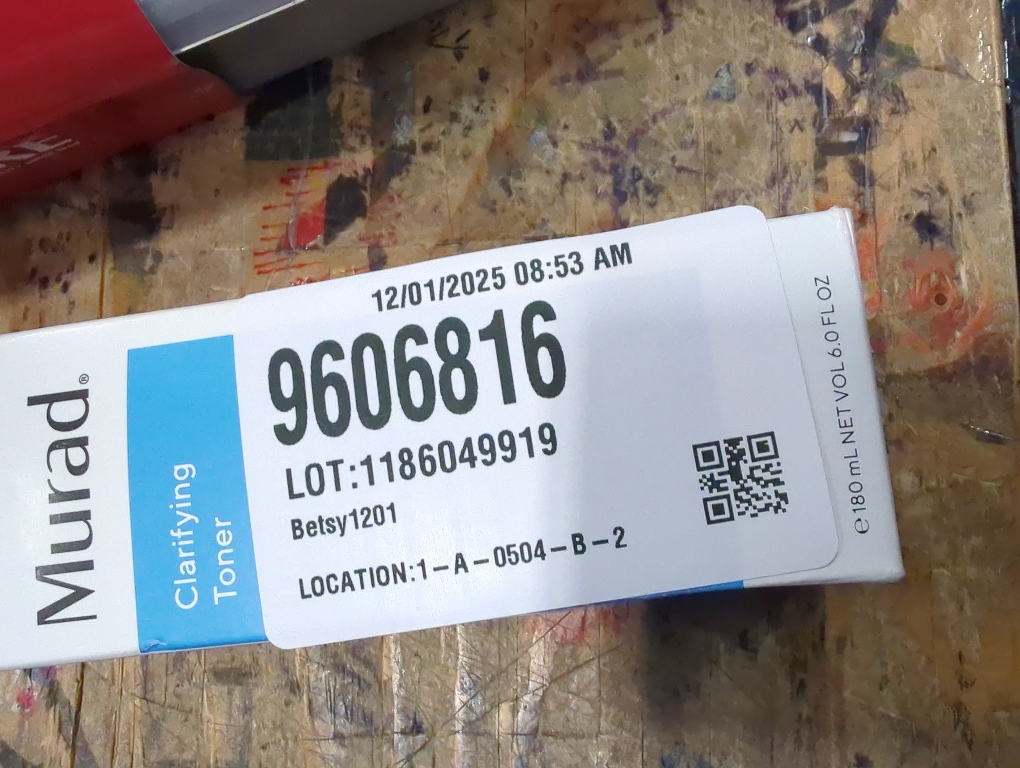 12/01/2025 08:53 AM
9606816
LOT:1186049919
Betsy1201
LOCATION:1-A-0504-B-2
Murad®
Clarifying
Toner
℮180 mL NET VOL 6.0 FL OZ